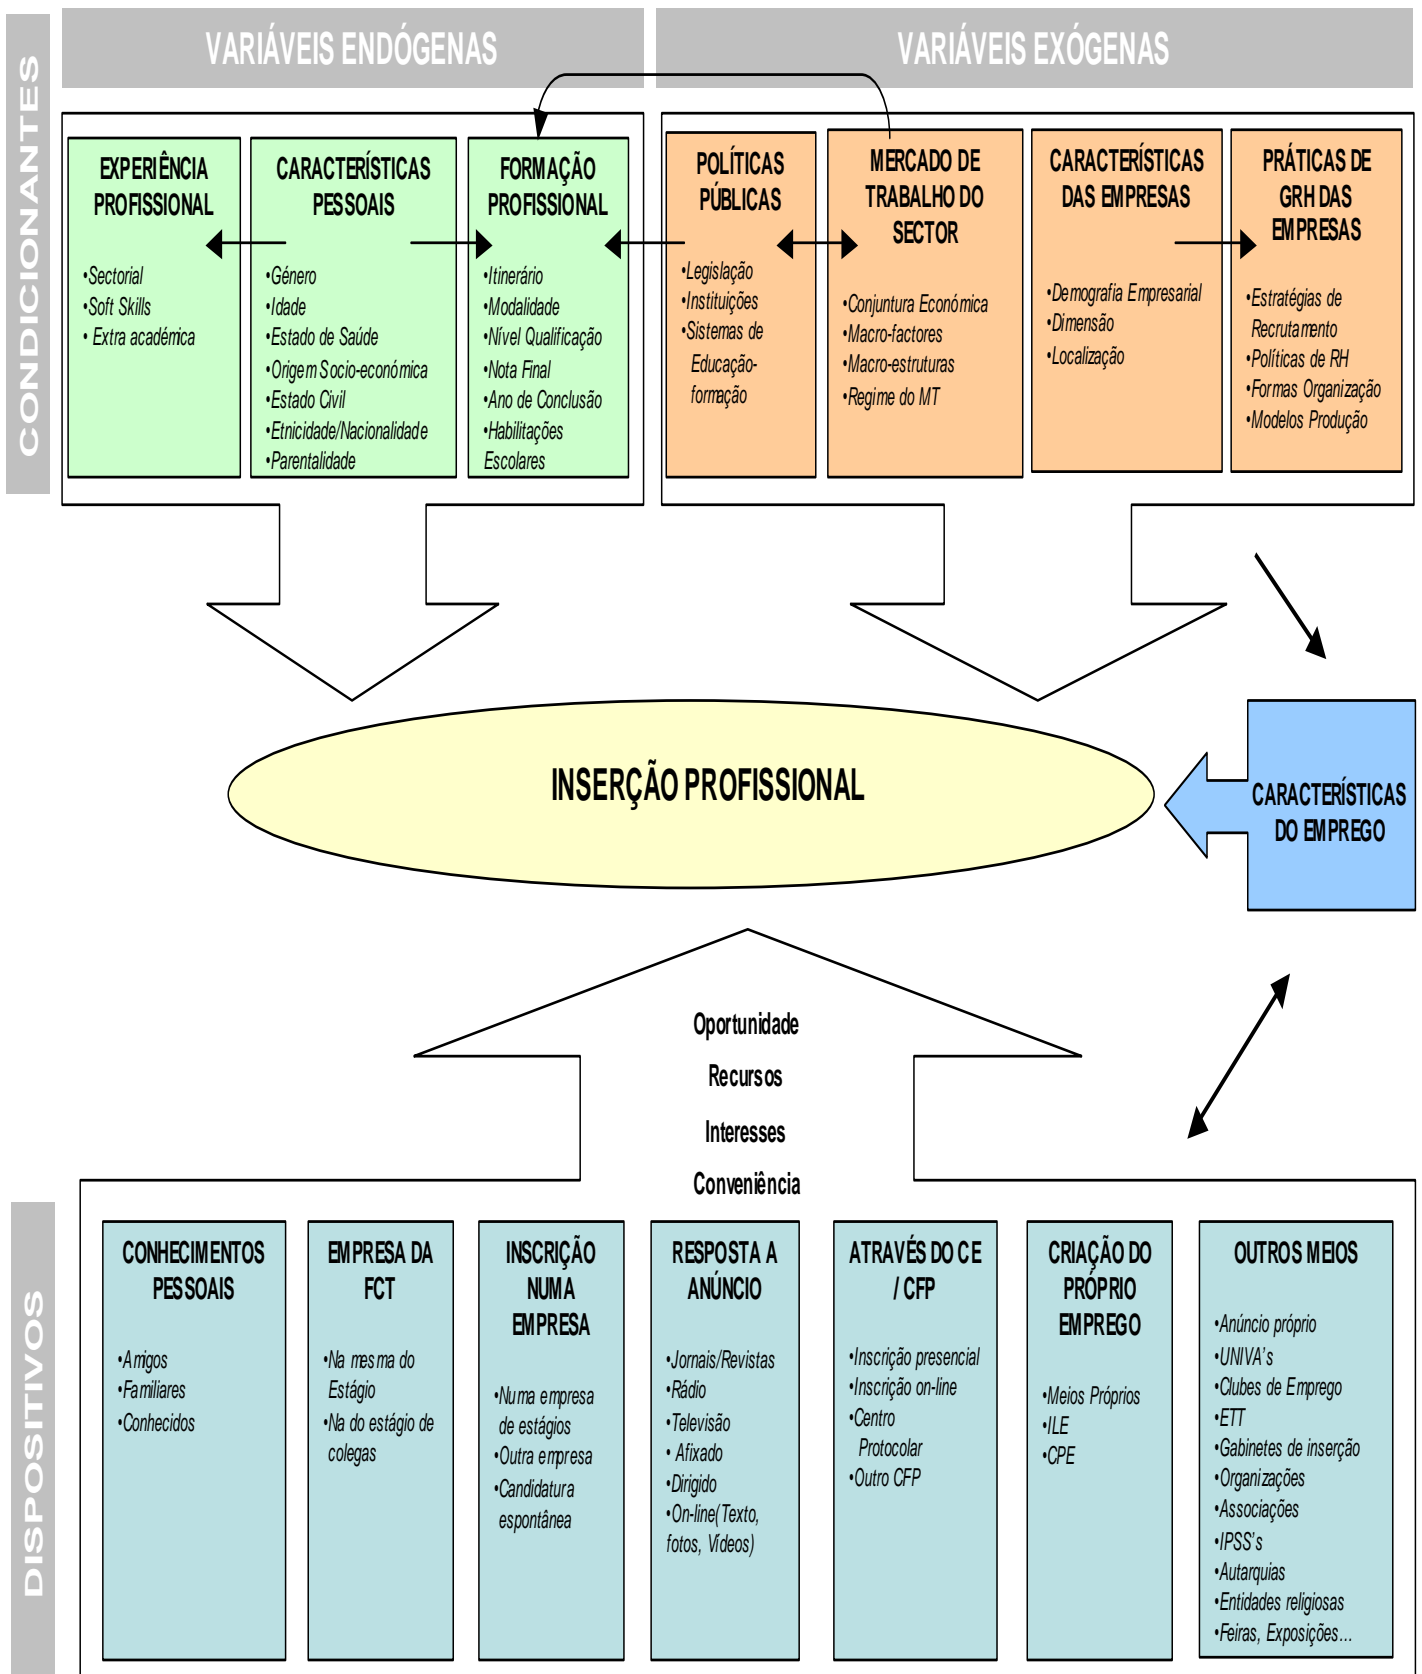 CONDICIONANTES
VARIÁVEIS ENDÓGENAS
VARIÁVEIS EXÓGENAS
EXPERIÊNCIA
PROFISSIONAL
•Sectorial
•Soft Skills
• Extra académica
CARACTERÍSTICAS
PESSOAIS
•Género
•Idade
•Estado de Saúde
•Origem Socio-económica
•Estado Civil
•Etnicidade/Nacionalidade
•Parentalidade
FORMAÇÃO
PROFISSIONAL
•Itinerário
•Modalidade
•Nível Qualificação
•Nota Final
•Ano de Conclusão
•Habilitações
Escolares
POLÍTICAS
PÚBLICAS
•Legislação
•Instituições
•Sistemas de
Educação-
formação
MERCADO DE
TRABALHO DO
SECTOR
•Conjuntura Económica
•Macro-factores
•Macro-estruturas
•Regime do MT
CARACTERÍSTICAS
DAS EMPRESAS
•Demografia Empresarial
•Dimensão
•Localização
PRÁTICAS DE
GRH DAS
EMPRESAS
•Estratégias de
Recrutamento
•Políticas de RH
•Formas Organização
•Modelos Produção
INSERÇÃO PROFISSIONAL
CARACTERÍSTICAS
DO EMPREGO
Oportunidade
Recursos
Interesses
Conveniência
DISPOSITIVOS
CONHECIMENTOS
PESSOAIS
•Amigos
•Familiares
•Conhecidos
EMPRESA DA
FCT
•Na mesma do
Estágio
•Na do estágio de
colegas
INSCRIÇÃO
NUMA
EMPRESA
•Numa empresa
de estágios
•Outra empresa
•Candidatura
espontânea
RESPOSTA A
ANÚNCIO
•Jornais/Revistas
•Rádio
•Televisão
• Afixado
•Dirigido
•On-line(Texto,
fotos, Vídeos)
ATRAVÉS DO CE
/ CFP
•Inscrição presencial
•Inscrição on-line
•Centro
Protocolar
•Outro CFP
CRIAÇÃO DO
PRÓPRIO
EMPREGO
•Meios Próprios
•ILE
•CPE
OUTROS MEIOS
•Anúncio próprio
•UNIVA's
•Clubes de Emprego
•ETT
•Gabinetes de inserção
•Organizações
•Associações
•IPSS's
•Autarquias
•Entidades religiosas
•Feiras, Exposições...